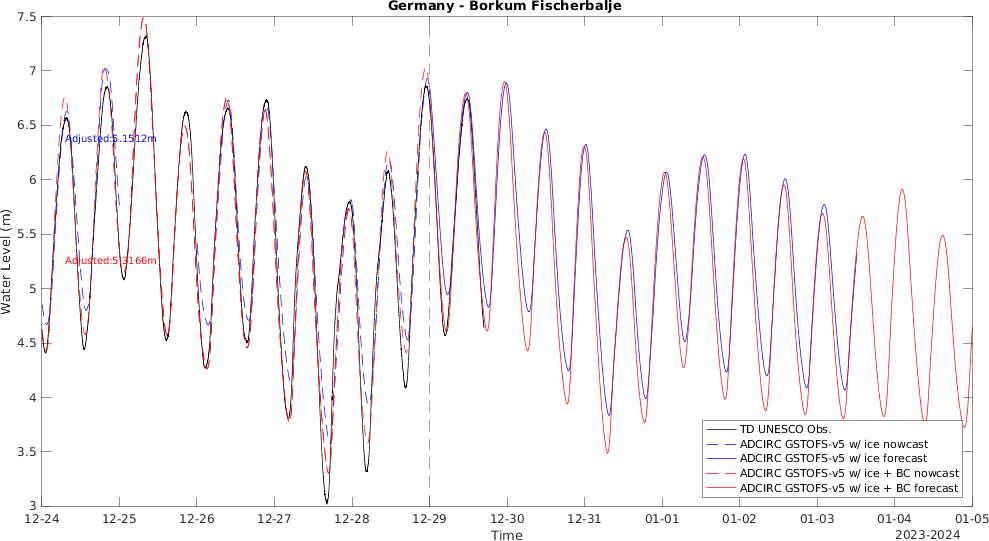 Germany - Borkum Fischerbalje
7.5
7
6.5
6
5.5
5
4.5
4
3.5
3
Water Level (m)
Adjusted:5.1512m
Adjusted:5.3166m
TD UNESCO Obs.
ADCIRC GSTOFS-v5 w/ ice nowcast
ADCIRC GSTOFS-v5 w/ ice forecast
ADCIRC GSTOFS-v5 w/ ice + BC nowcast
ADCIRC GSTOFS-v5 w/ ice + BC forecast
12-24 12-25 12-26 12-27 12-28 12-29 12-30 12-31 01-01 01-02 01-03 01-04 01-05
Time
2023-2024